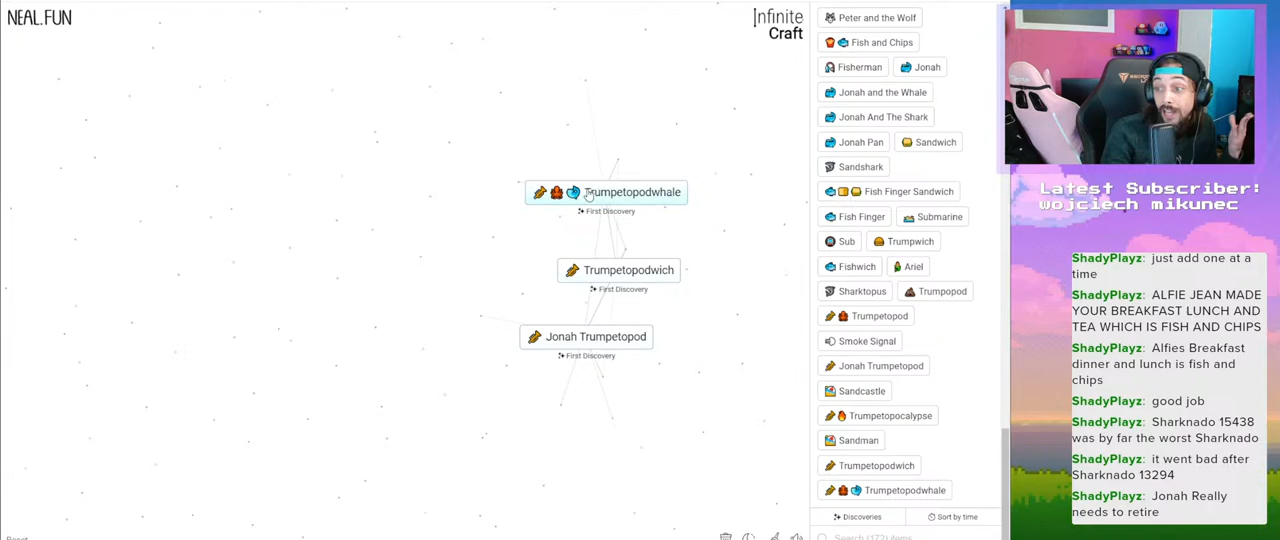 NEAL.FUN
Infinite
Craft
Trumpetopodwhale
First Discovery
Trumpetopodwich
First Discovery
Jonah Trumpetopod
First Discovery
Peter and the Wolf
Fish and Chips
Fisherman
Jonah
Jonah and the Whale
Jonah And The Shark
Jonah Pan
Sandwich
Sandshark
Fish Finger Sandwich
Fish Finger
Submarine
Sub
Trumpwich
Fishwich
Ariel
Sharktopus
Trumpopod
Trumpetopod
Smoke Signal
Jonah Trumpetopod
Sandcastle
Trumpetopocalypse
Sandman
Trumpetopodwich
Trumpetopodwhale
Discoveries
Sort by time
Search (172) items
Reset
Latest Subscriber:
wojciech mikunec
ShadyPlayz: just add one at a
time
ShadyPlayz: ALFIE JEAN MADE
YOUR BREAKFAST LUNCH AND
TEA WHICH IS FISH AND CHIPS
ShadyPlayz: Alfies Breakfast
dinner and lunch is fish and
chips
ShadyPlayz: good job
ShadyPlayz: Sharknado 15438
was by far the worst Sharknado
ShadyPlayz: it went bad after
Sharknado 13294
ShadyPlayz: Jonah Really
needs to retire